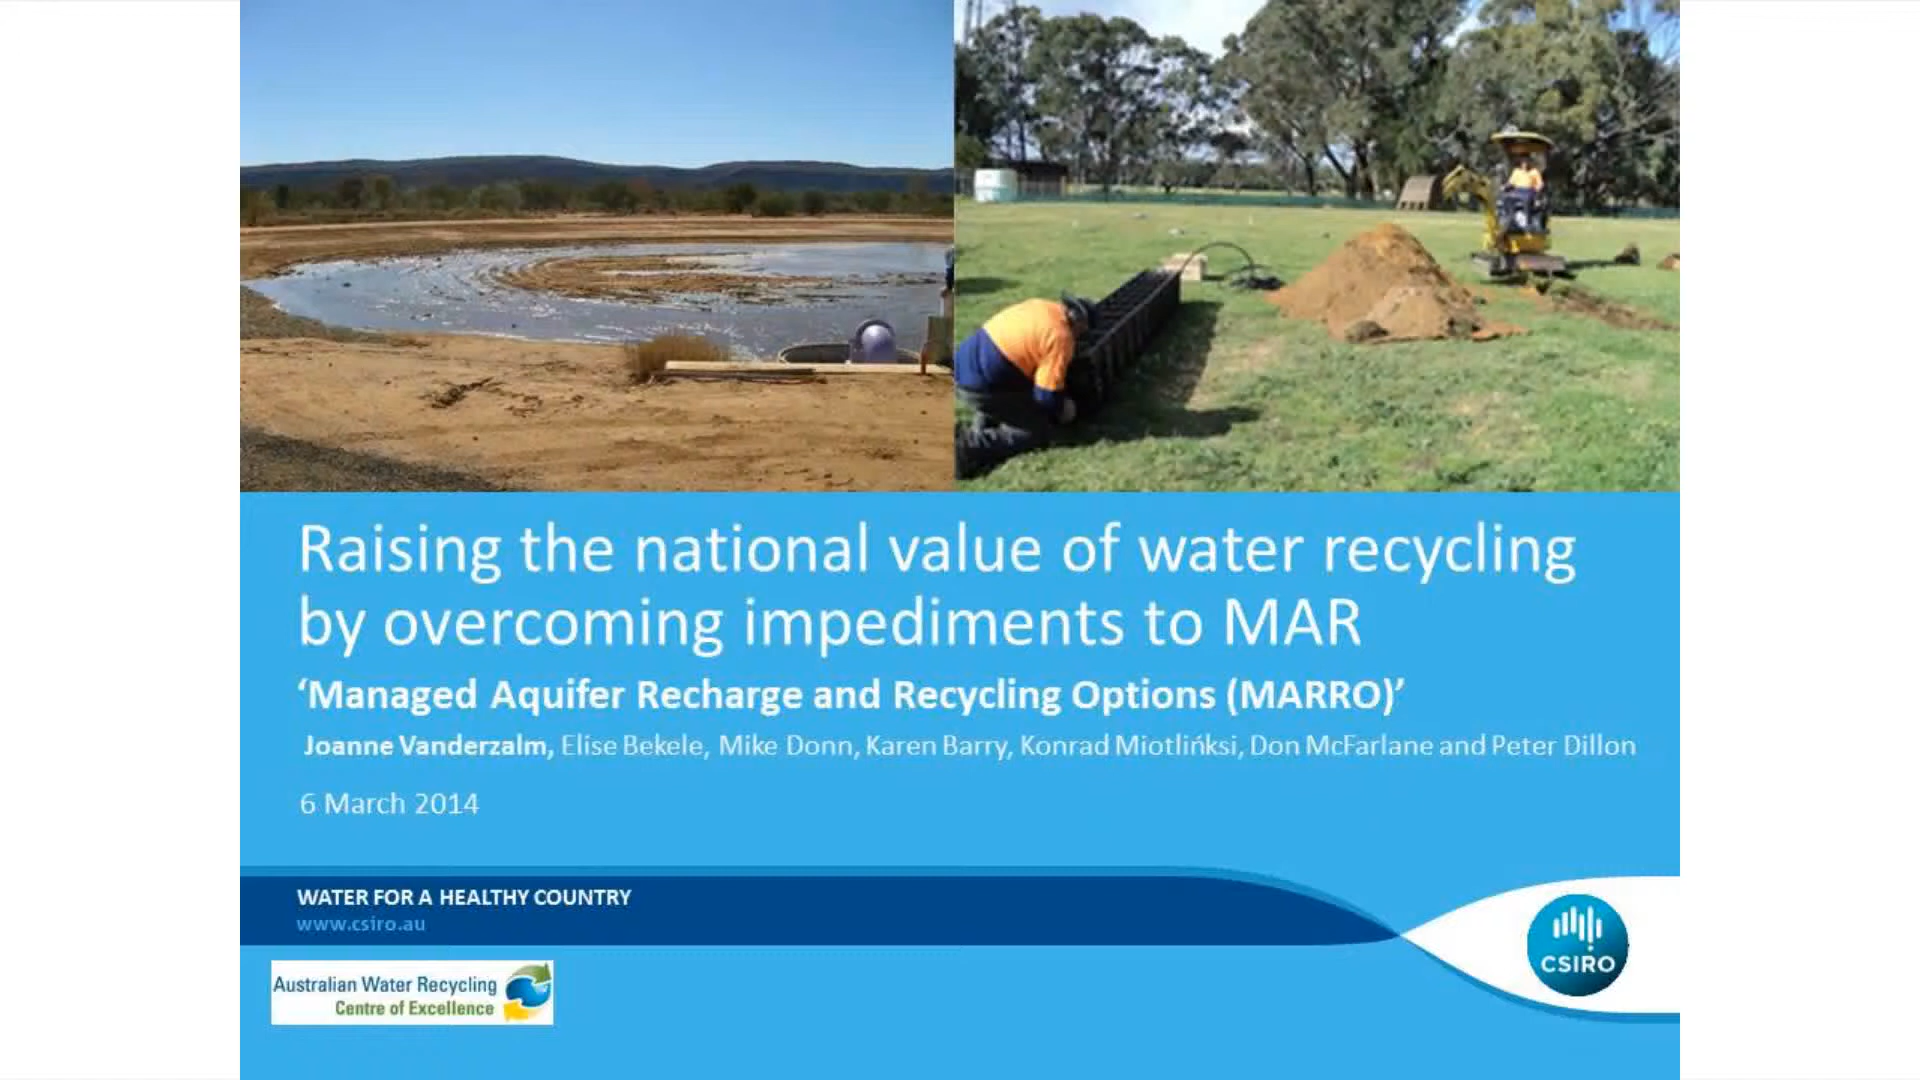 Raising the national value of water recycling
by overcoming impediments to MAR
‘Managed Aquifer Recharge and Recycling Options (MARRO)’
Joanne Vanderzalm, Elise Bekele, Mike Donn, Karen Barry, Konrad Miotlińksi, Don McFarlane and Peter Dillon
6 March 2014
WATER FOR A HEALTHY COUNTRY
www.csiro.au
CSIRO
Australian Water Recycling
Centre of Excellence